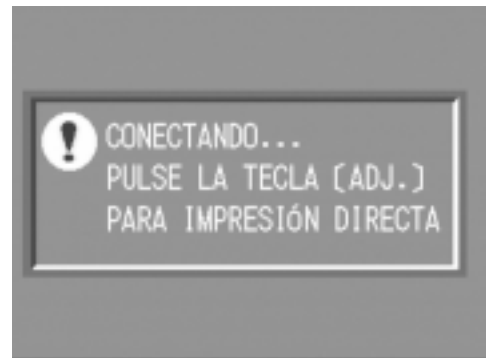 CONECTANDO...
PULSE LA TECLA [ADJ.]
PARA IMPRESIÓN DIRECTA